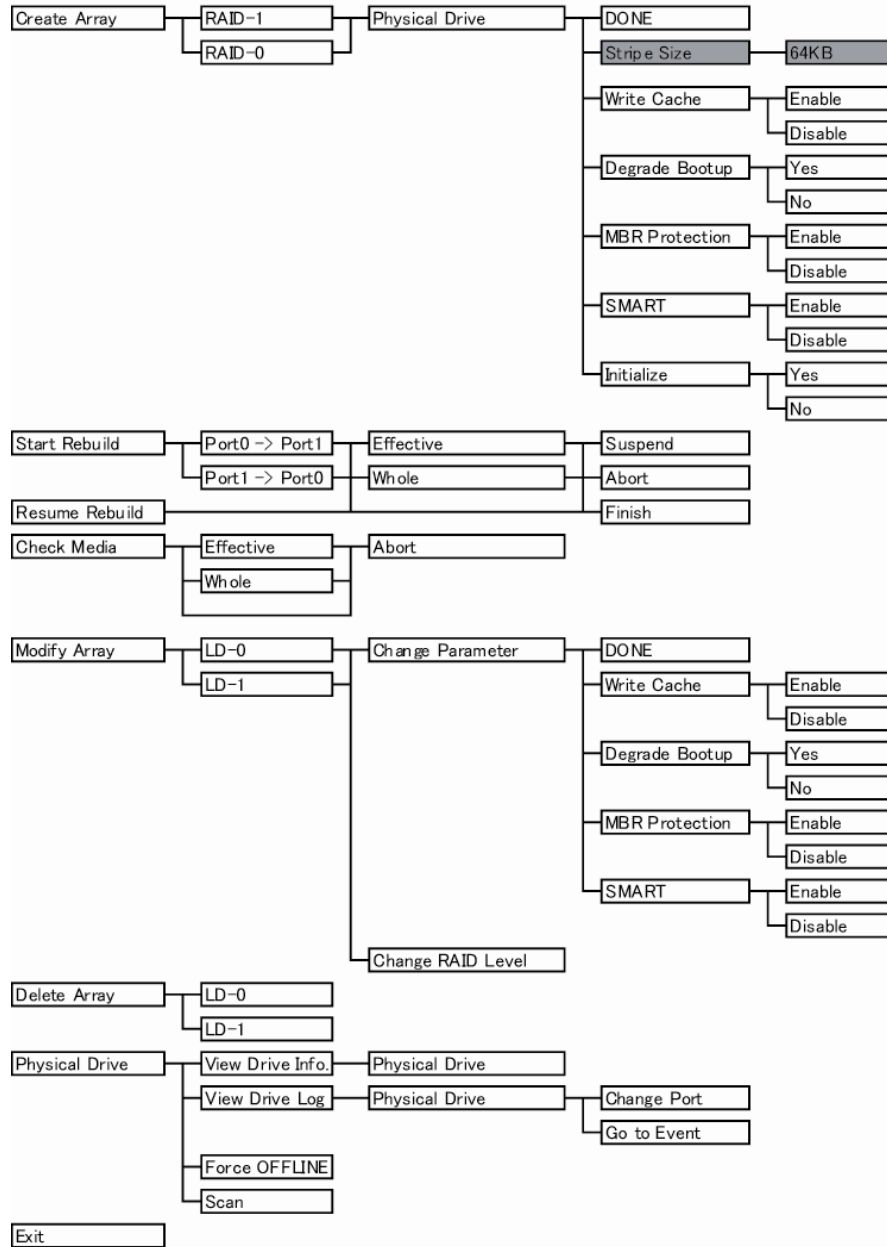 Create Array RAID-1 Physical Drive DONE
RAID-0 Stripe Size 64KB
Write Cache Enable
Disable
Degrade Bootup Yes
No
MBR Protection Enable
Disable
SMART Enable
Disable
Initialize Yes
No
Start Rebuild Port0 -> Port1 Effective Suspend
Port1 -> Port0 Whole Abort
Resume Rebuild Finish
Check Media Effective Abort
Whole
Modify Array LD-0 Change Parameter DONE
LD-1 Write Cache Enable
Disable
Degrade Bootup Yes
No
MBR Protection Enable
Disable
SMART Enable
Disable
Change RAID Level
Delete Array LD-0
LD-1
Physical Drive View Drive Info. Physical Drive
View Drive Log Physical Drive Change Port
Go to Event
Force OFFLINE
Scan
Exit